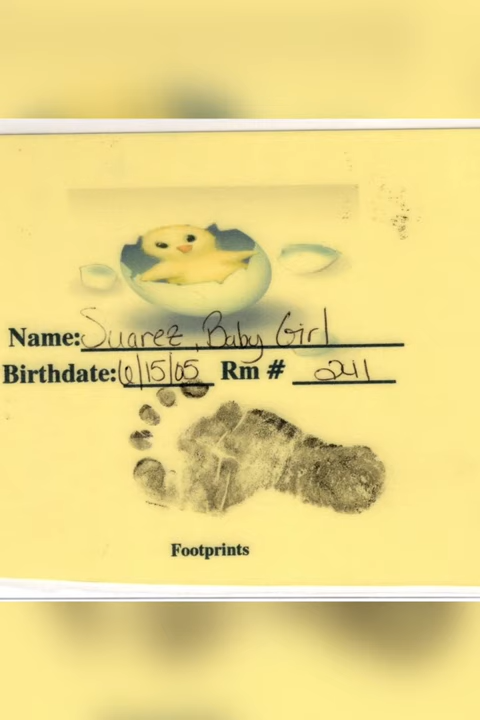 Name: Suarez, Baby Girl
Birthdate: 6/15/05 Rm # 241
Footprints